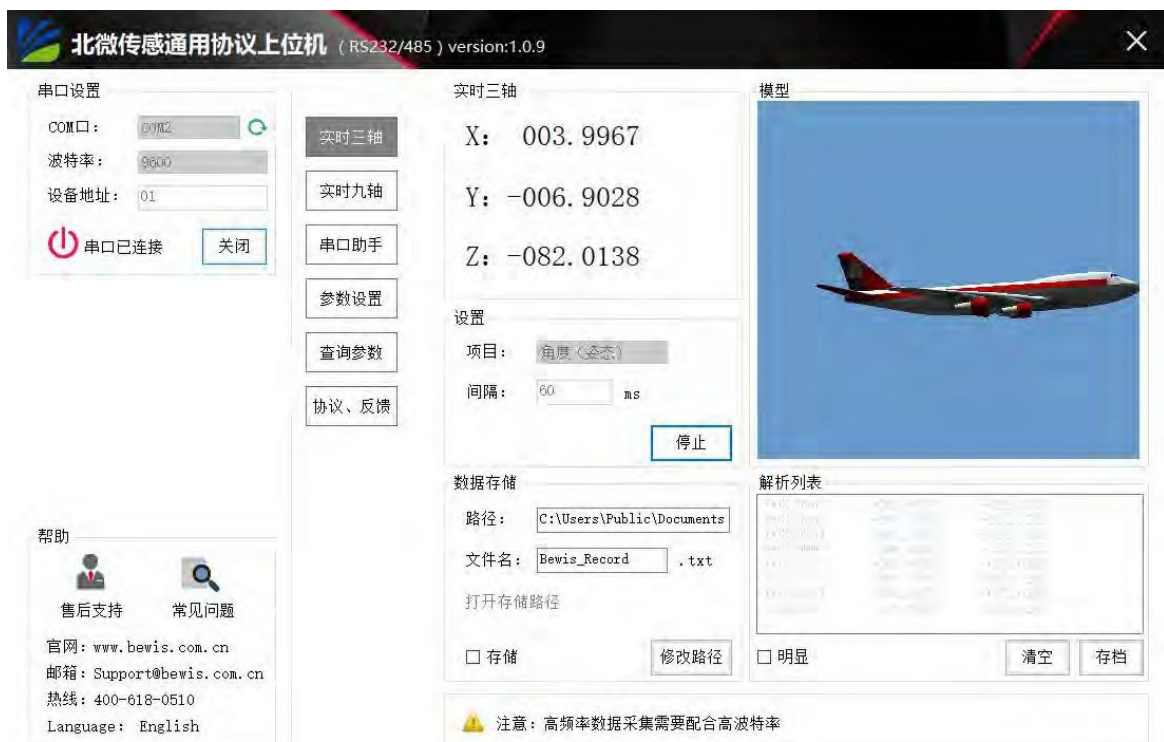 北微传感通用协议上位机（RS232/485）version:1.0.9
串口设置
COM口：
COM2
波特率：
9600
设备地址：
01
串口已连接
关闭
帮助
售后支持
常见问题
官网：www.bewis.com.cn
邮箱：Support@bewis.com.cn
热线：400-618-0510
Language： English
实时三轴
实时九轴
串口助手
参数设置
查询参数
协议、反馈
实时三轴
X： 003.9967
Y：-006.9028
Z：-082.0138
设置
项目：
角度（姿态）
间隔：
60
ms
停止
数据存储
路径：
C:\Users\Public\Documents
文件名：
Bewis_Record
.txt
打开存储路径
存储
修改路径
模型
解析列表
明显
清空
存档
注意：高频率数据采集需要配合高波特率